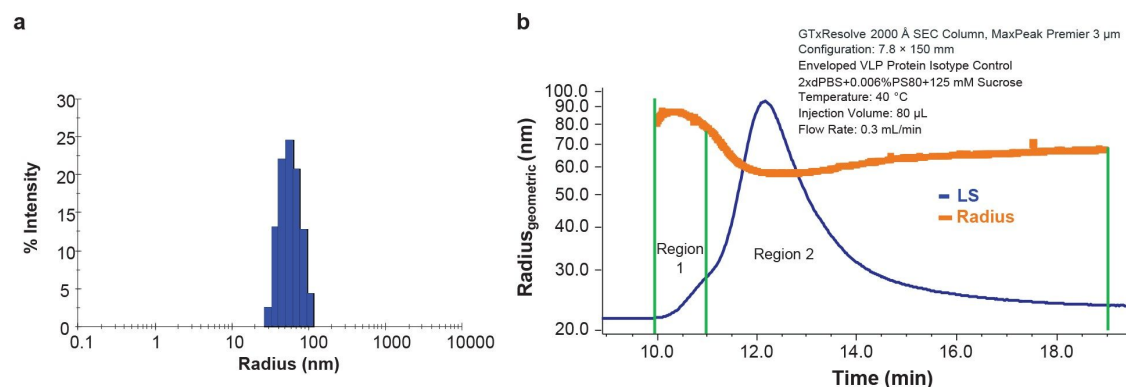 a
30
25
20
15
10
5
0
% Intensity
0.1 1 10 100 1000 10000
Radius (nm)
b
GTxResolve 2000 Å SEC Column, MaxPeak Premier 3 μm
Configuration: 7.8 × 150 mm
Enveloped VLP Protein Isotype Control
2xdPBS+0.006%PS80+125 mM Sucrose
Temperature: 40 °C
Injection Volume: 80 μL
Flow Rate: 0.3 mL/min
100.0
90.0
80.0
70.0
60.0
50.0
40.0
30.0
20.0
Radiusgeometric (nm)
LS
Radius
Region
1
Region 2
10.0 12.0 14.0 16.0 18.0
Time (min)